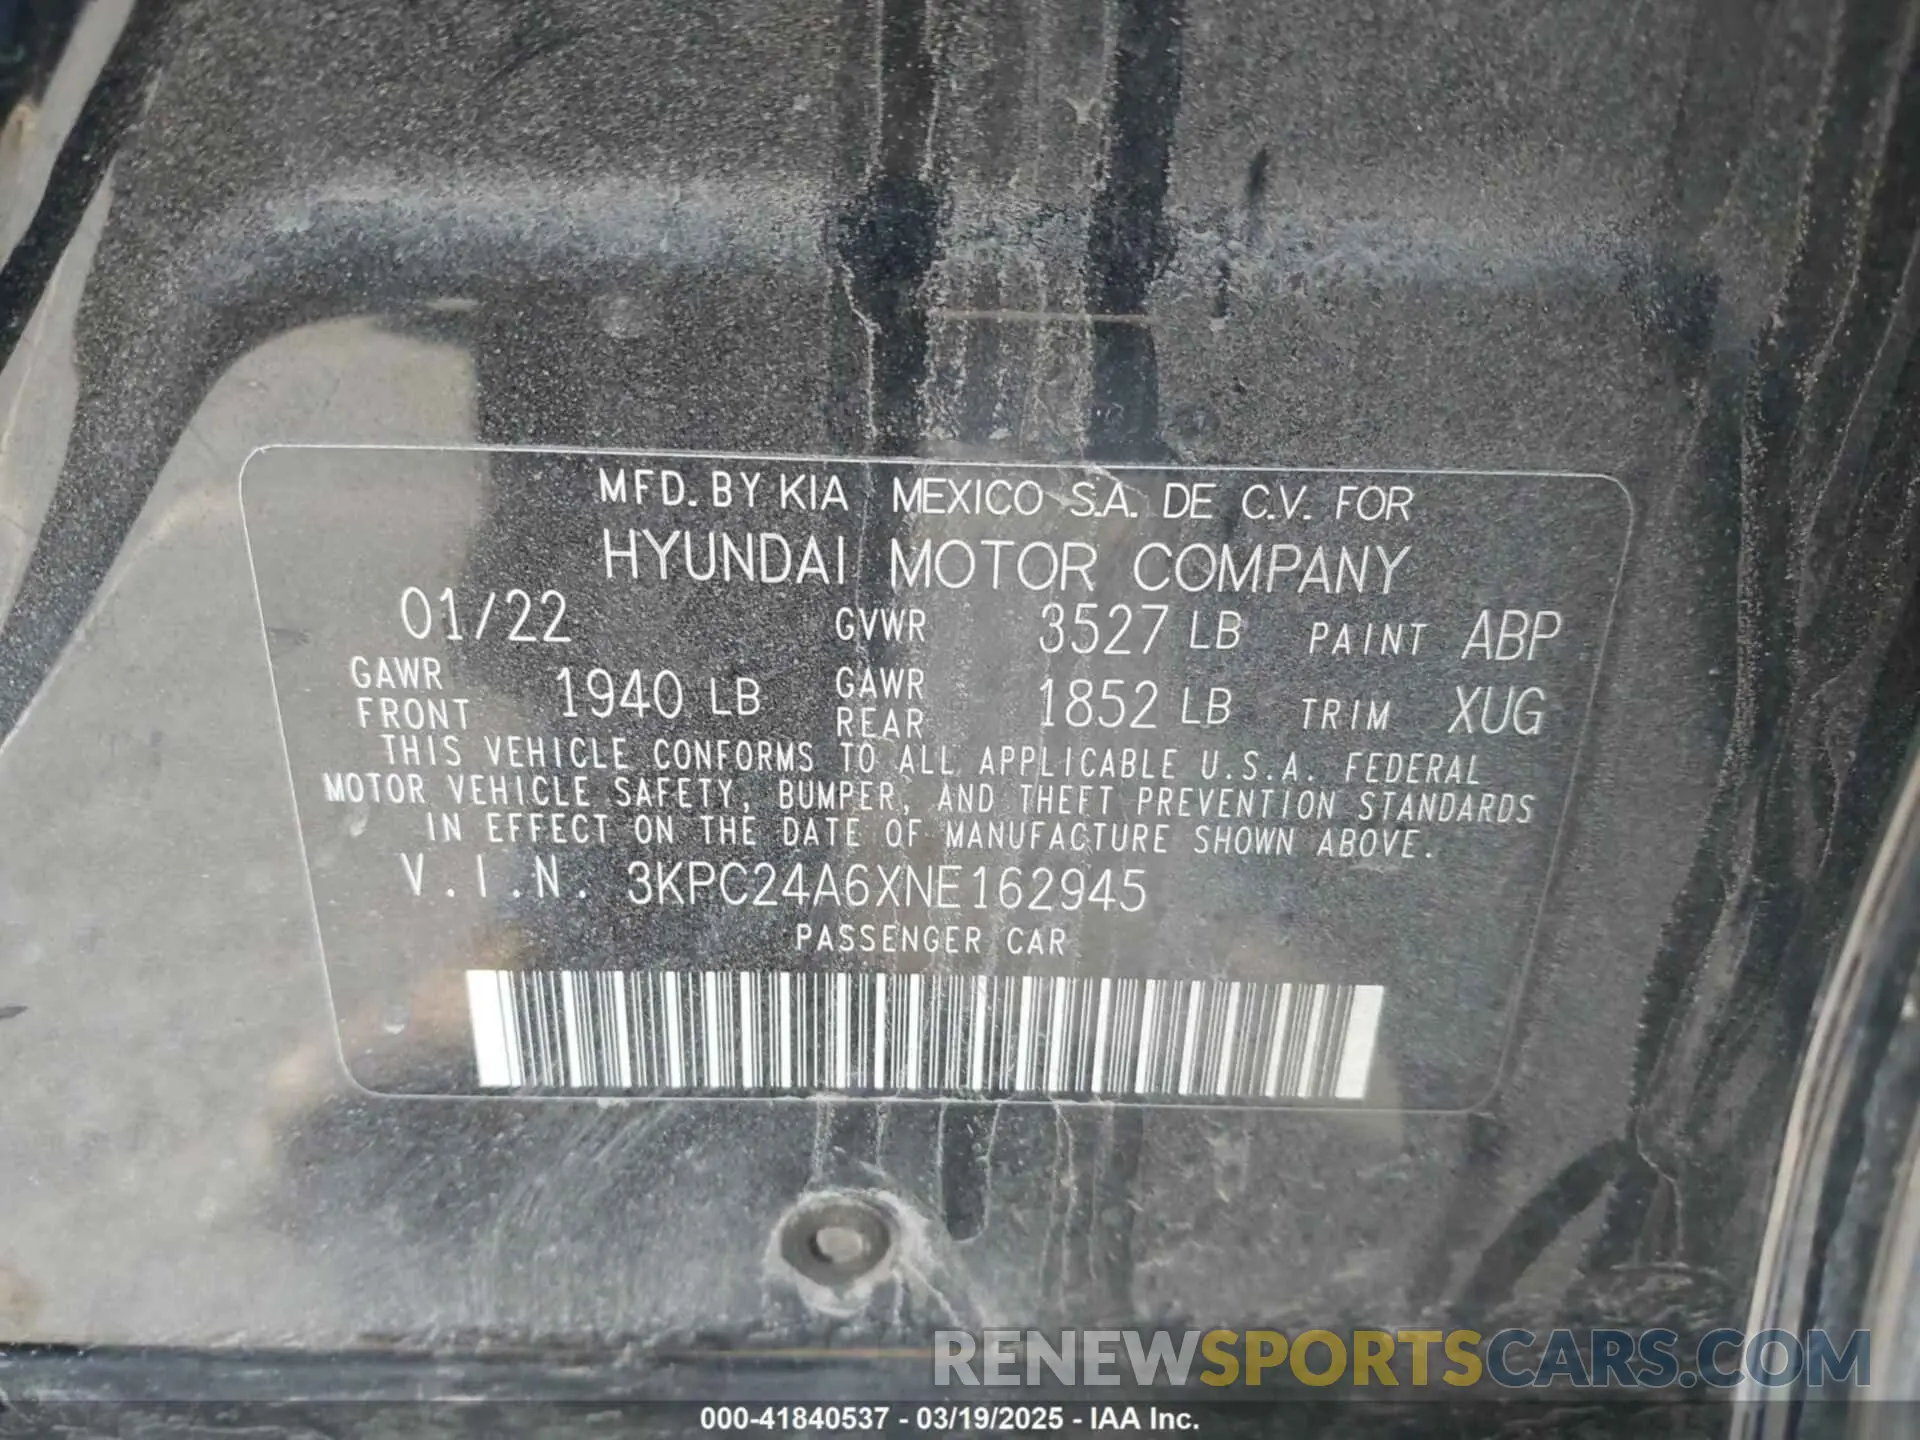 MFD. BY KIA MEXICO S.A. DE C.V. FOR
HYUNDAI MOTOR COMPANY
01/22 GVWR 3527 LB PAINT ABP
GAWR FRONT 1940 LB GAWR REAR 1852 LB TRIM XUG
THIS VEHICLE CONFORMS TO ALL APPLICABLE U.S.A. FEDERAL
MOTOR VEHICLE SAFETY, BUMPER, AND THEFT PREVENTION STANDARDS
IN EFFECT ON THE DATE OF MANUFACTURE SHOWN ABOVE.
V.I.N. 3KPC24A6XNE162945
PASSENGER CAR
RENEWSPORTSCARS.COM
000-41840537 - 03/19/2025 - IAA Inc.